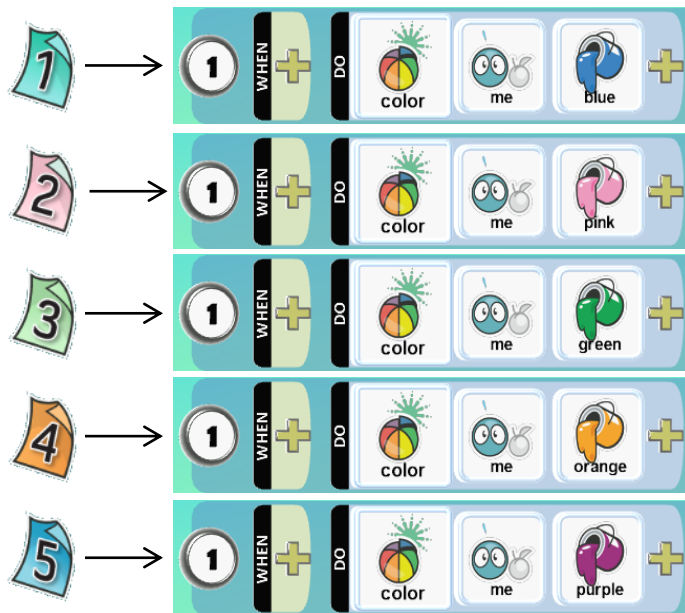 1 1 WHEN DO color me blue
2 1 WHEN DO color me pink
3 1 WHEN DO color me green
4 1 WHEN DO color me orange
5 1 WHEN DO color me purple